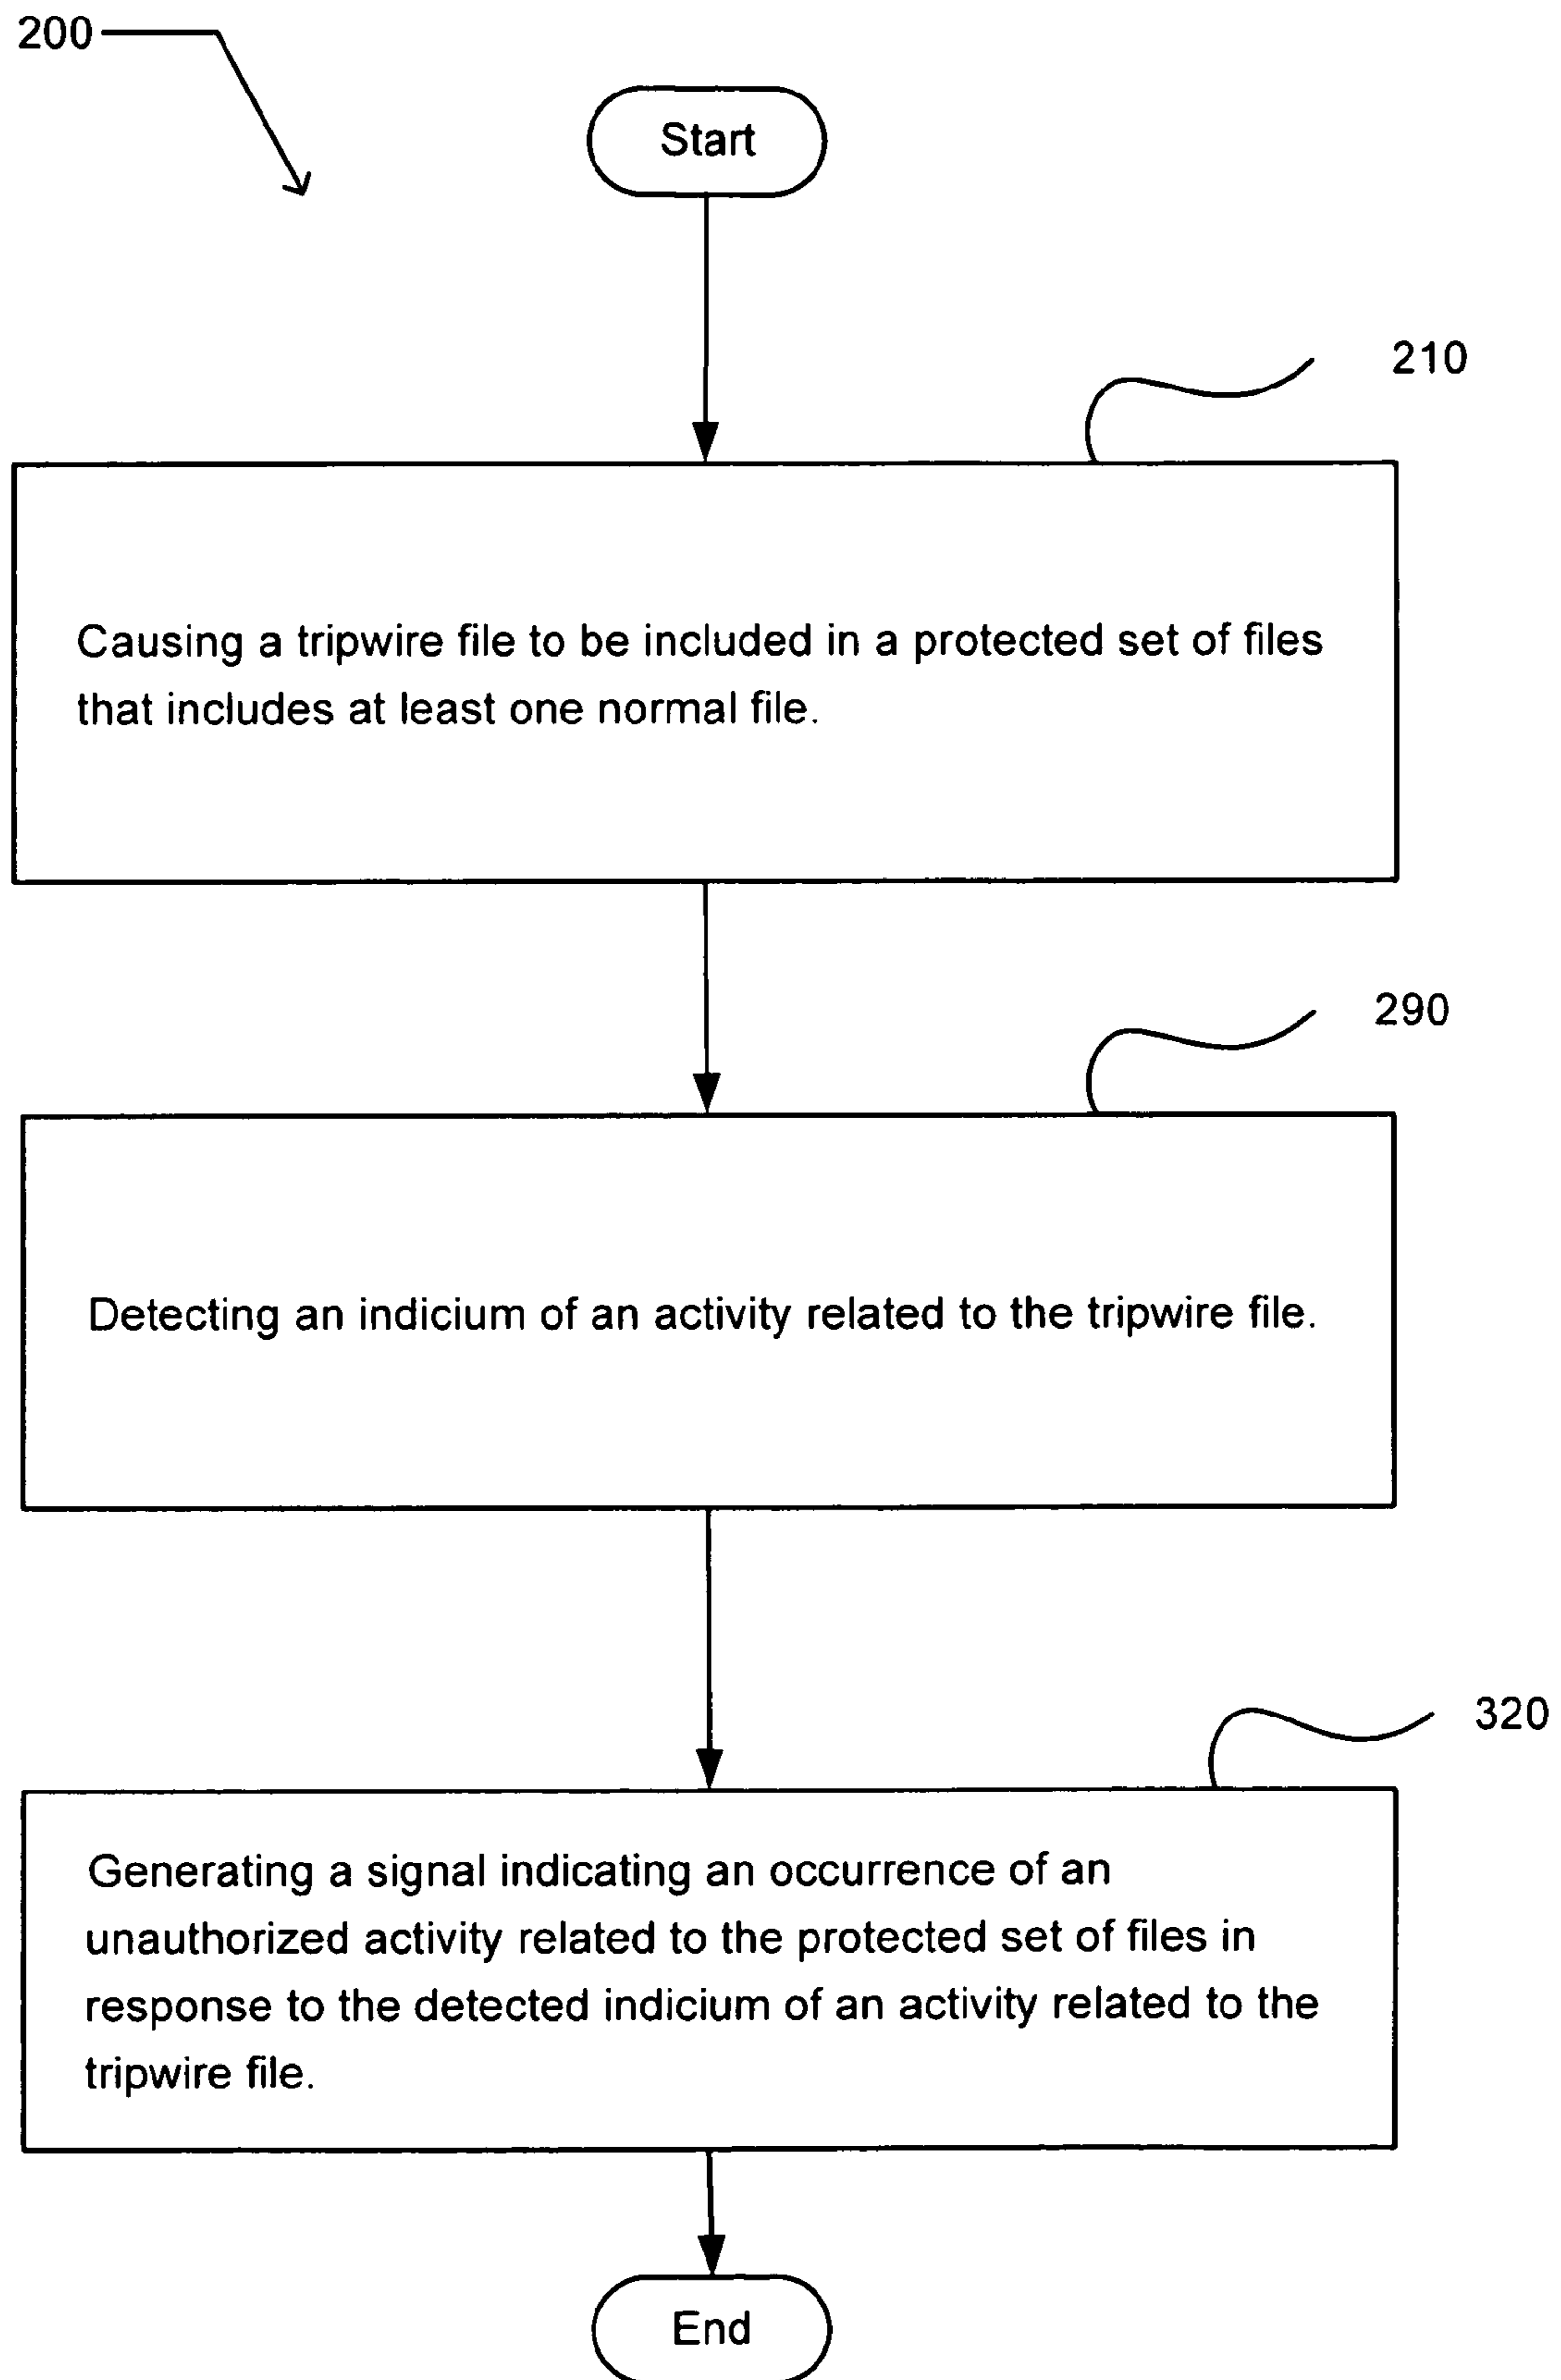 200
Start
210
Causing a tripwire file to be included in a protected set of files
that includes at least one normal file.
290
Detecting an indicium of an activity related to the tripwire file.
320
Generating a signal indicating an occurrence of an
unauthorized activity related to the protected set of files in
response to the detected indicium of an activity related to the
tripwire file.
End